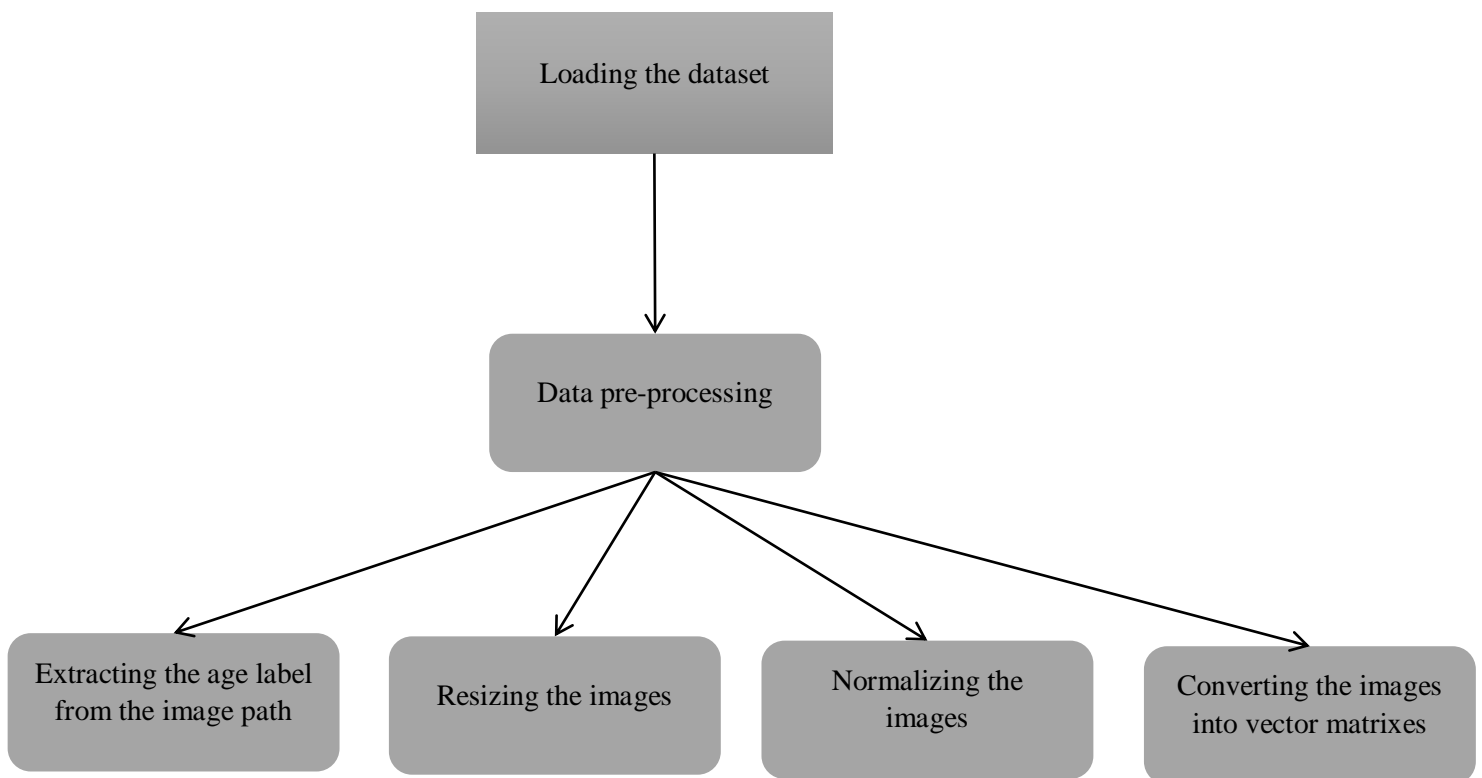 Loading the dataset
Data pre-processing
Extracting the age label
from the image path
Resizing the images
Normalizing the
images
Converting the images
into vector matrixes